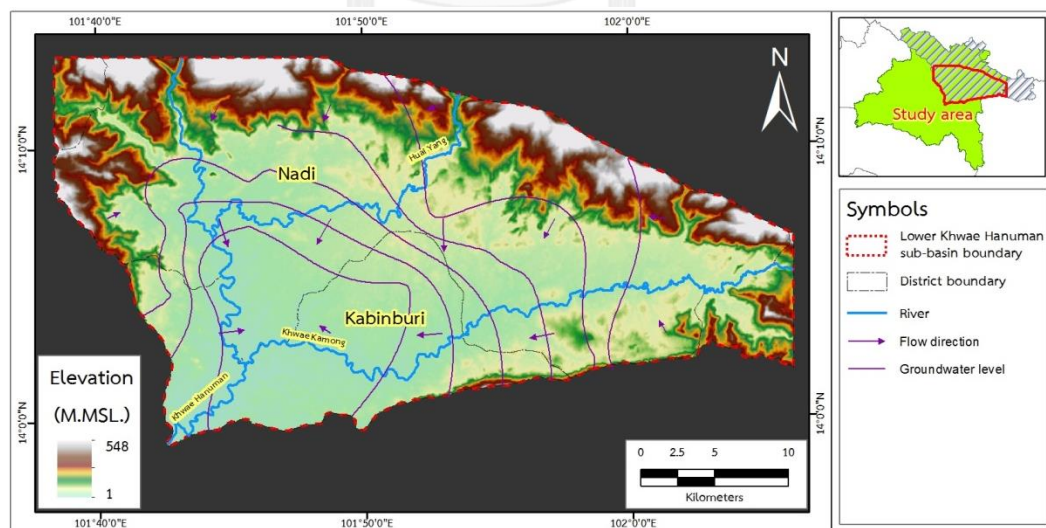 101°40'0"E
101°50'0"E
102°0'0"E
14°10'0"N
14°0'0"N
N
Nadi
Huai Yang
Kabinburi
Khwae Kamong
Khwae Hanuman
Elevation
(M.MSL.)
548
1
0
2.5
5
10
Kilometers
14°10'0"N
14°0'0"N
101°40'0"E
101°50'0"E
102°0'0"E
Study area
Symbols
Lower Khwae Hanuman
sub-basin boundary
District boundary
River
Flow direction
Groundwater level